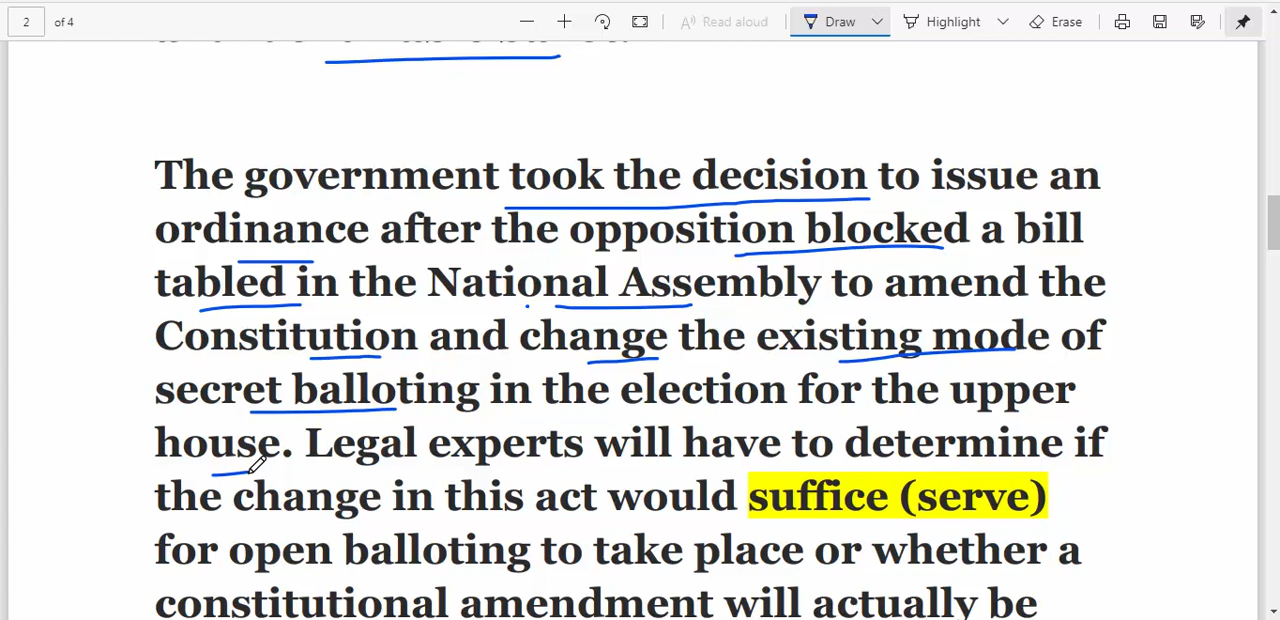 2 of 4 Read aloud Draw Highlight Erase
The government took the decision to issue an
ordinance after the opposition blocked a bill
tabled in the National Assembly to amend the
Constitution and change the existing mode of
secret balloting in the election for the upper
house. Legal experts will have to determine if
the change in this act would suffice (serve)
for open balloting to take place or whether a
constitutional amendment will actually be